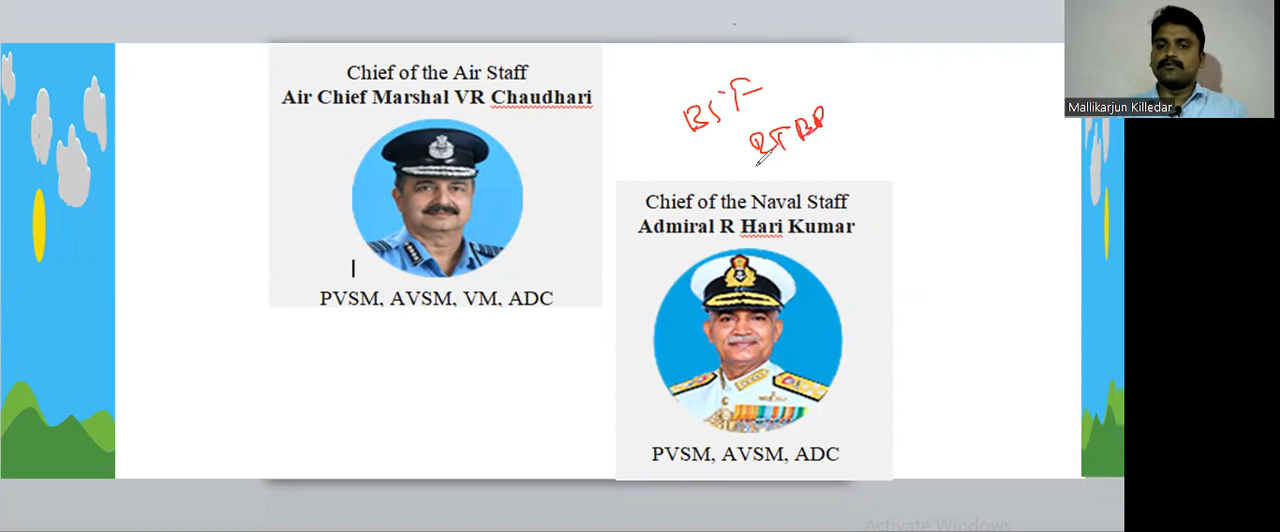 Chief of the Air Staff
Air Chief Marshal VR Chaudhari
PVSM, AVSM, VM, ADC
BSF
Chief of the Naval Staff
Admiral R Hari Kumar
PVSM, AVSM, ADC
Mallikarjun Killedar
Activate Windows